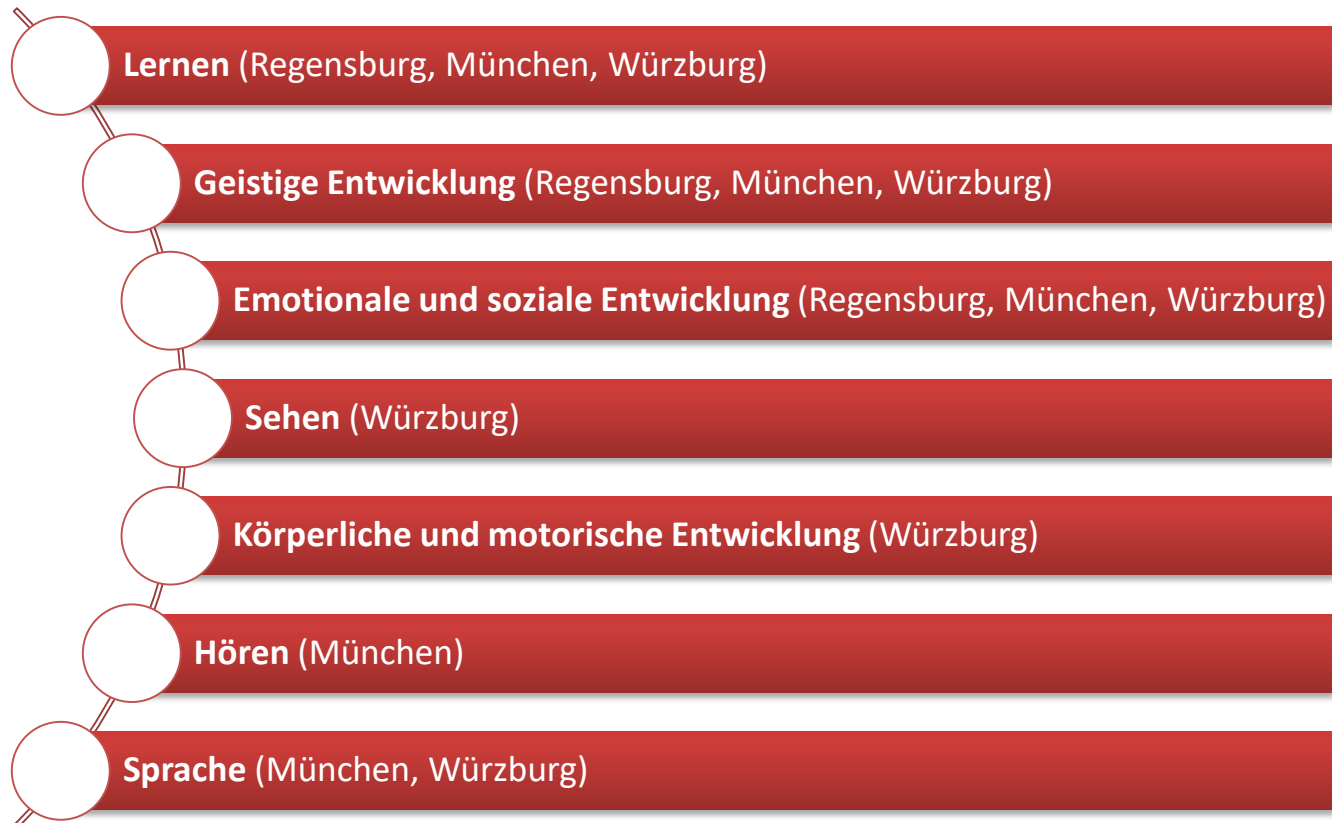 Lernen (Regensburg, München, Würzburg)
Geistige Entwicklung (Regensburg, München, Würzburg)
Emotionale und soziale Entwicklung (Regensburg, München, Würzburg)
Sehen (Würzburg)
Körperliche und motorische Entwicklung (Würzburg)
Hören (München)
Sprache (München, Würzburg)